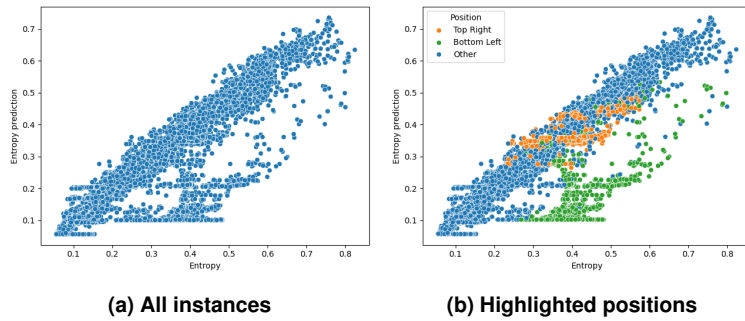 0.7
0.6
0.5
0.4
0.3
0.2
0.1
Entropy prediction
0.1 0.2 0.3 0.4 0.5 0.6 0.7 0.8
Entropy
(a) All instances
Position
Top Right
Bottom Left
Other
0.7
0.6
0.5
0.4
0.3
0.2
0.1
Entropy prediction
0.1 0.2 0.3 0.4 0.5 0.6 0.7 0.8
Entropy
(b) Highlighted positions